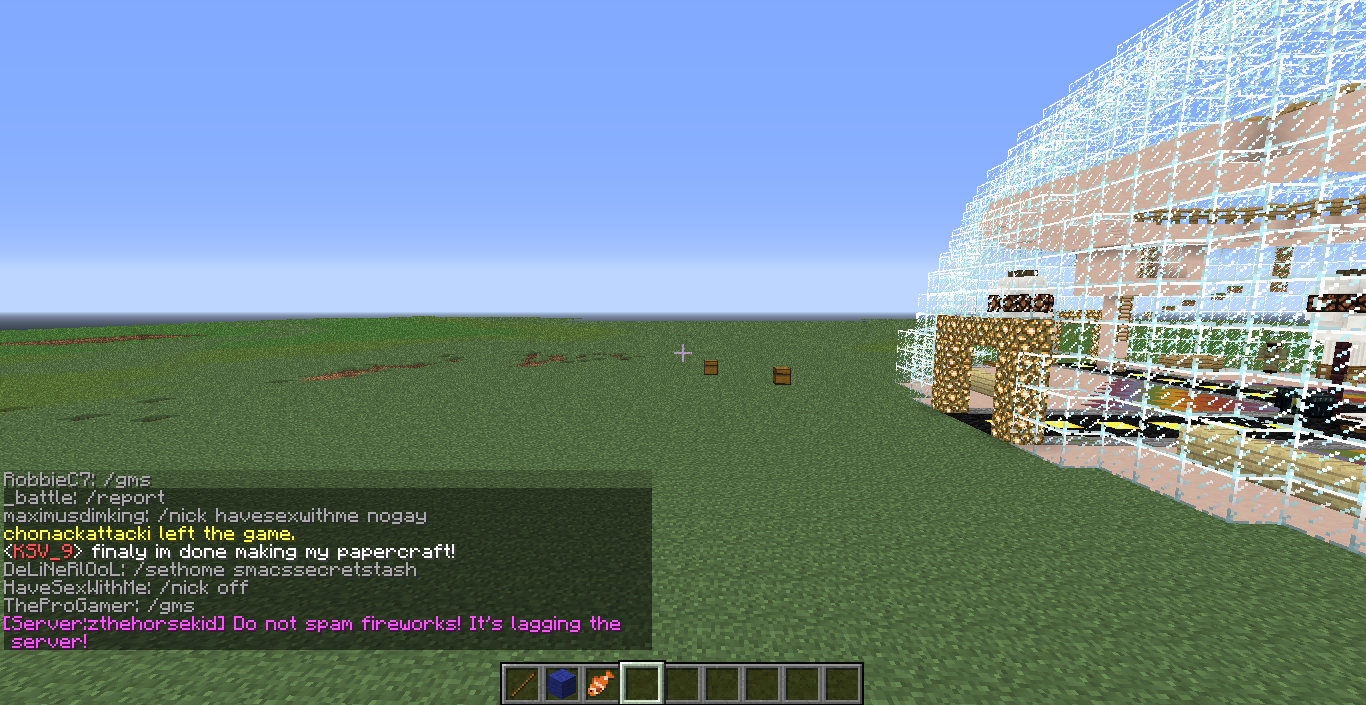 RobbieC7: /gms
_battle: /report
maximusdimking: /nick havesexwithme nogay
chonackattacki left the game.
<KSV_9> finaly im done making my papercraft!
DeLiNeRlOoL: /sethome smacssecretstash
HaveSexWithMe: /nick off
TheProGamer: /gms
[Server:zthehorsekid] Do not spam fireworks! It's lagging the
server!